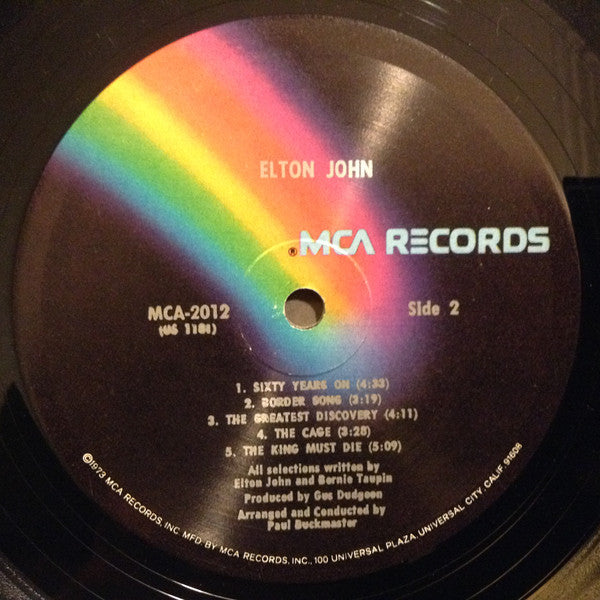 ELTON JOHN
® MCA RECORDS
MCA-2012
Side 2
1. SIXTY YEARS ON (4:33)
2. BORDER SONG (3:19)
3. THE GREATEST DISCOVERY (4:11)
4. THE CAGE (3:28)
5. THE KING MUST DIE (5:09)
All selections written by
Elton John and Bernie Taupin
Produced by Gus Dudgeon
Arranged and Conducted by
Paul Buckmaster
©1973 MCA RECORDS, INC. MFD. BY MCA RECORDS, INC., 100 UNIVERSAL PLAZA, UNIVERSAL CITY, CALIF. 91608